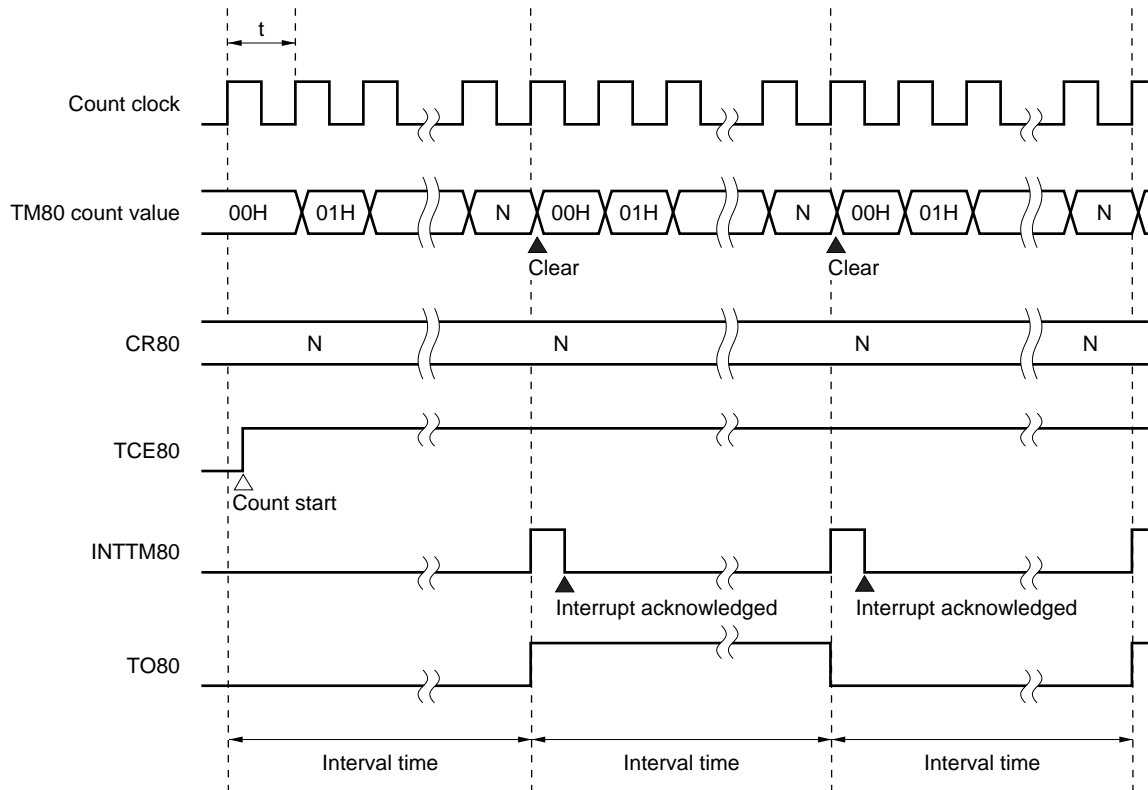 t
Count clock
TM80 count value 00H 01H N 00H 01H N 00H 01H N
Clear Clear
CR80 N N N N
TCE80
Count start
INTTM80
Interrupt acknowledged Interrupt acknowledged
TO80
Interval time Interval time Interval time